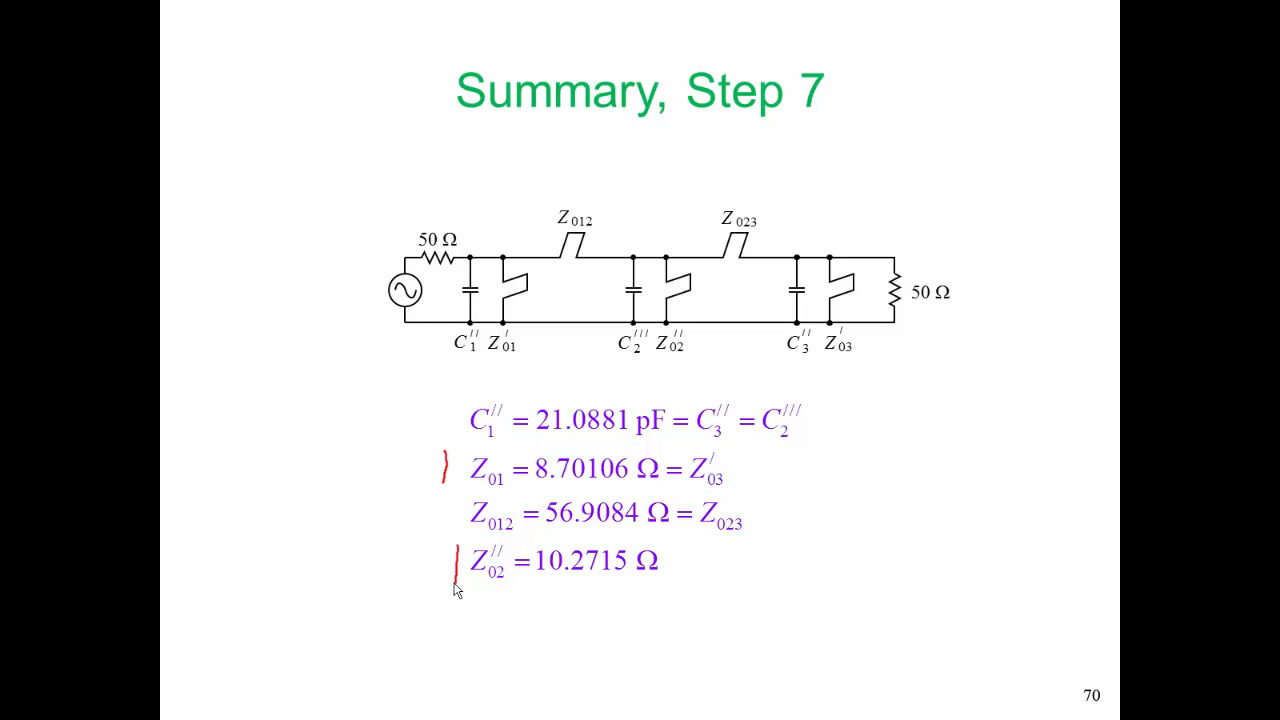 Summary, Step 7
Z012 Z023
50 Ω
50 Ω
C1// Z01/ C2/// Z02// C3// Z03/
C1// = 21.0881 pF = C3// = C2///
Z01 = 8.70106 Ω = Z03/
Z012 = 56.9084 Ω = Z023
Z02// = 10.2715 Ω
70